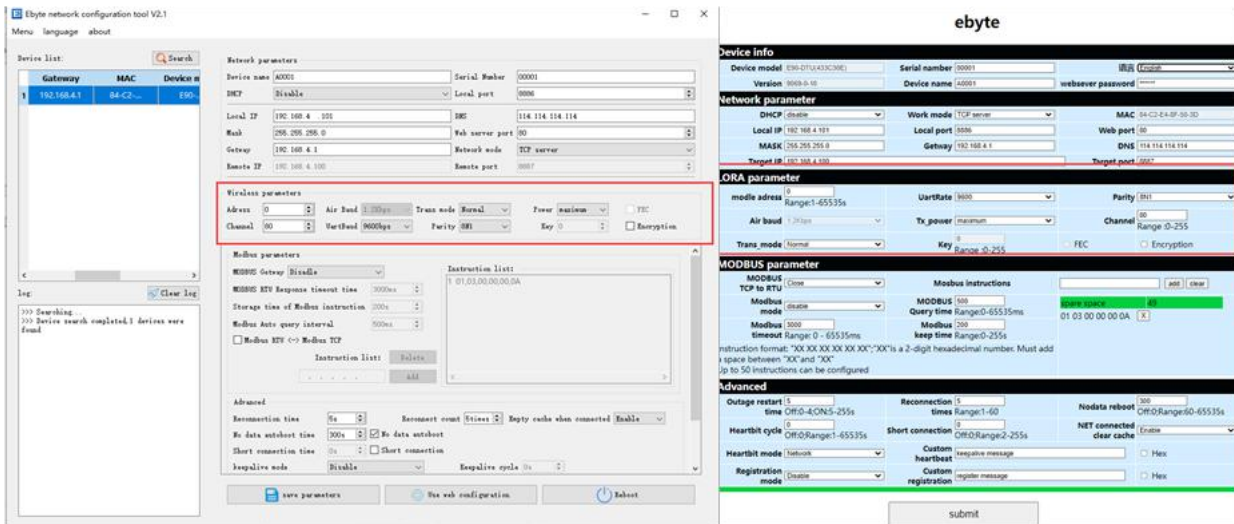 Ebyte network configuration tool V2.1
Menu language about
Device list: Search
Gateway MAC Device n
1 192.168.4.1 84-C2-... E90-...
log: Clear log
>>> Searching...
>>> Device search completed,1 devices were
found
Network parameters
Device name A0001 Serial Number 00001
DHCP Disable Local port 8886
Local IP 192.168.4 .101 DNS 114.114.114.114
Mask 255.255.255.0 Web server port 80
Getway 192.168.4.1 Network mode TCP server
Remote IP 192.168.4.100 Remote port 8887
Wireless parameters
Adress 0 Air Baud Trans mode Normal Power maximum FEC
Channel 80 UartBaud 9600bps Parity 8N1 Key 0 Encryption
Modbus parameters
MODBUS Getway Disable Instruction list:
1 01,03,00,00,00,0A
MODBUS RTU Response timeout time 3000ms
Storage time of Modbus instruction 200s
Modbus Auto query interval 500ms
Modbus RTU <-> Modbus TCP
Instruction list: Delete
Add
Advanced
Reconnection time 5s Reconnect count 5times Empty cache when connected Enable
No data autoboot time 300s No data autoboot
Short connection time 0s Short connection
keepalive mode Disable Keepalive cycle 0s
save parameters Use web configuration Reboot
ebyte
Device info
Device model E90-DTU(433C30E) Serial number 00001 语言 English
Version Device name A0001 websever password
Network parameter
DHCP disable Work mode TCP server MAC 84-C2-E4-8F-50-3D
Local IP 192.168.4.101 Local port 8886 Web port 80
MASK 255.255.255.0 Getway 192.168.4.1 DNS 114.114.114.114
Target IP 192.168.4.100 Target port 8887
LORA parameter
modle adress 0 Range:1-65535s UartRate 9600 Parity 8N1
Air baud 1.2Kbps Tx_power maximum Channel 80 Range :0-255
Trans_mode Normal Key 0 Range :0-255 FEC Encryption
MODBUS parameter
MODBUS TCP to RTU Close Mosbus instructions add clear
Modbus mode disable MODBUS Query time 500 Range:0-65535ms spare space 49
Modbus timeout 3000 Range: 0 - 65535ms Modbus keep time 200 Range:0-255s 01 03 00 00 00 0A X
nstruction format: "XX XX XX XX XX XX";"XX"is a 2-digit hexadecimal number. Must add
a space between "XX"and "XX"
Up to 50 instructions can be configured
Advanced
Outage restart time 5 Off:0-4;ON:5-255s Reconnection times 5 Range:1-60 Nodata reboot 300 Off:0;Range:60-65535s
Heartbit cycle 0 Off:0;Range:1-65535s Short connection 0 Off:0;Range:2-255s NET connected clear cache Enable
Heartbit mode Network Custom heartbeat keepalive message Hex
Registration mode Disable Custom registration register message Hex
submit